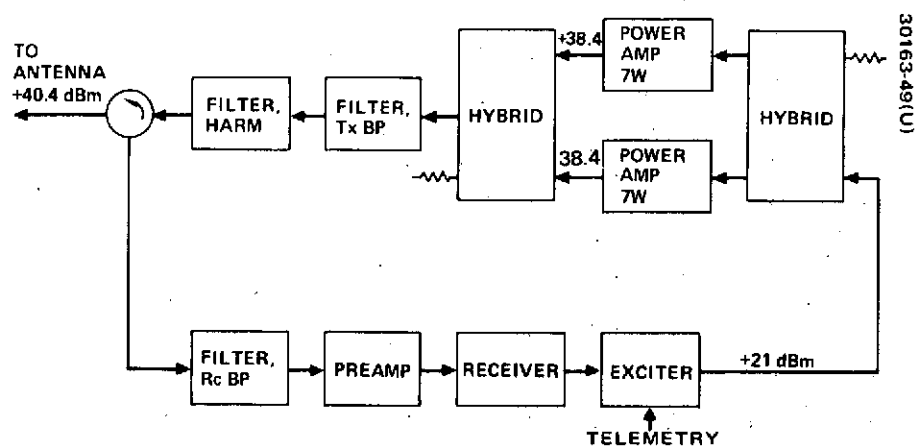 30163-49(U)
TO
ANTENNA
+40.4 dBm
FILTER,
HARM
FILTER,
Tx BP
HYBRID
+38.4
POWER
AMP
7W
38.4
POWER
AMP
7W
HYBRID
FILTER,
Rc BP
PREAMP
RECEIVER
EXCITER
+21 dBm
TELEMETRY